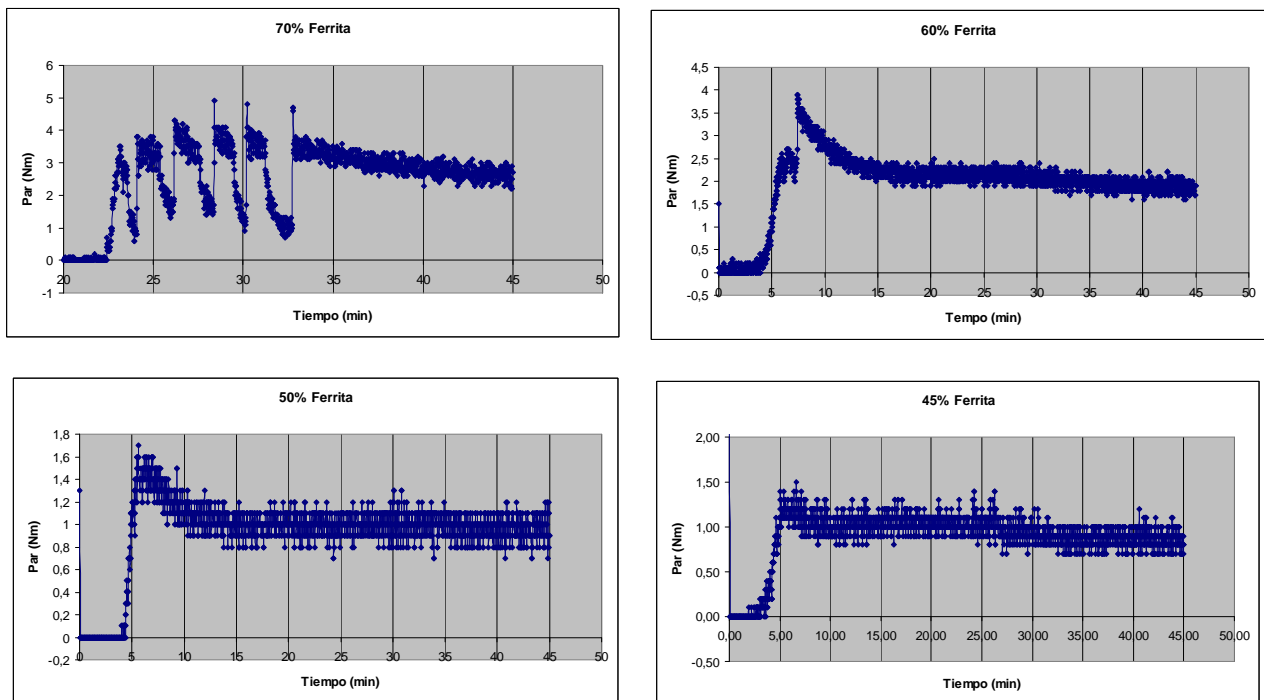 70% Ferrita
6
5
4
3
2
1
0
-1
20 25 30 35 40 45 50
Par (Nm)
Tiempo (min)
60% Ferrita
4,5
4
3,5
3
2,5
2
1,5
1
0,5
0
-0,5
0 5 10 15 20 25 30 35 40 45 50
Par (Nm)
Tempo (min)
50% Ferrita
1,8
1,6
1,4
1,2
1
0,8
0,6
0,4
0,2
0
-0,2
0 5 10 15 20 25 30 35 40 45 50
Par (Nm)
Tiempo (min)
45% Ferrita
2,00
1,50
1,00
0,50
0,00
-0,50
0,00 5,00 10,00 15,00 20,00 25,00 30,00 35,00 40,00 45,00 50,00
Par (Nm)
Tiempo (min)